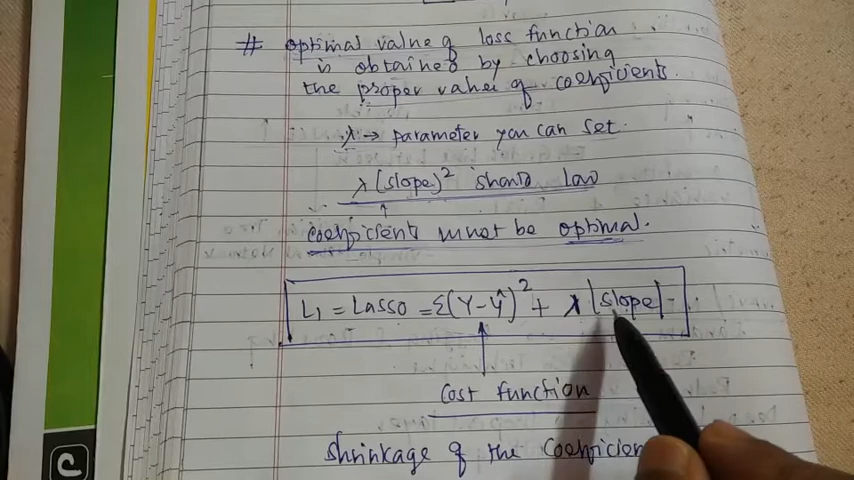 # optimal value of loss function
is obtained by choosing
the proper value of coefficients.
λ → parameter you can set.
λ(slope)² should low
coefficients must be optimal.
L1 = Lasso = Σ(Y-Ŷ)² + λ|slope|
Cost function
shrinkage of the Coefficien